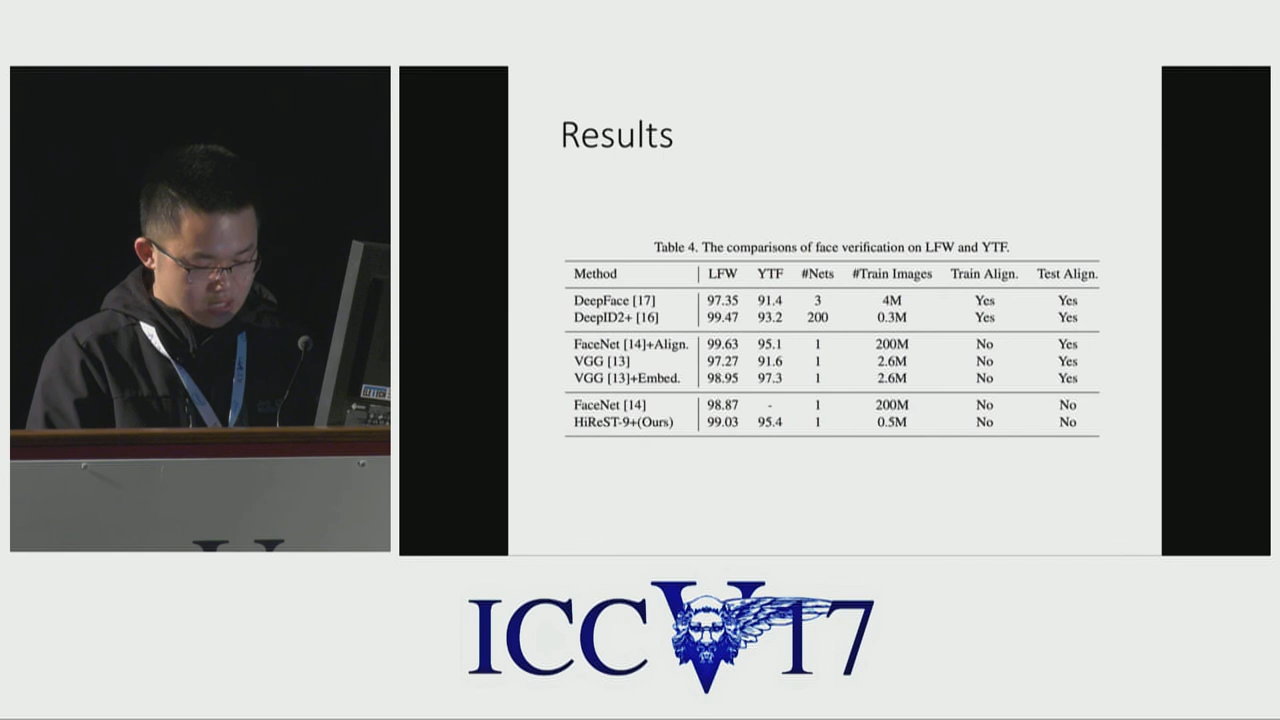 Results
Table 4. The comparisons of face verification on LFW and YTF.
Method LFW YTF #Nets #Train Images Train Align. Test Align.
DeepFace [17] 97.35 91.4 3 4M Yes Yes
DeepID2+ [16] 99.47 93.2 200 0.3M Yes Yes
FaceNet [14]+Align. 99.63 95.1 1 200M No Yes
VGG [13] 97.27 91.6 1 2.6M No Yes
VGG [13]+Embed. 98.95 97.3 1 2.6M No Yes
FaceNet [14] 98.87 - 1 200M No No
HiReST-9+(Ours) 99.03 95.4 1 0.5M No No
ICCV17